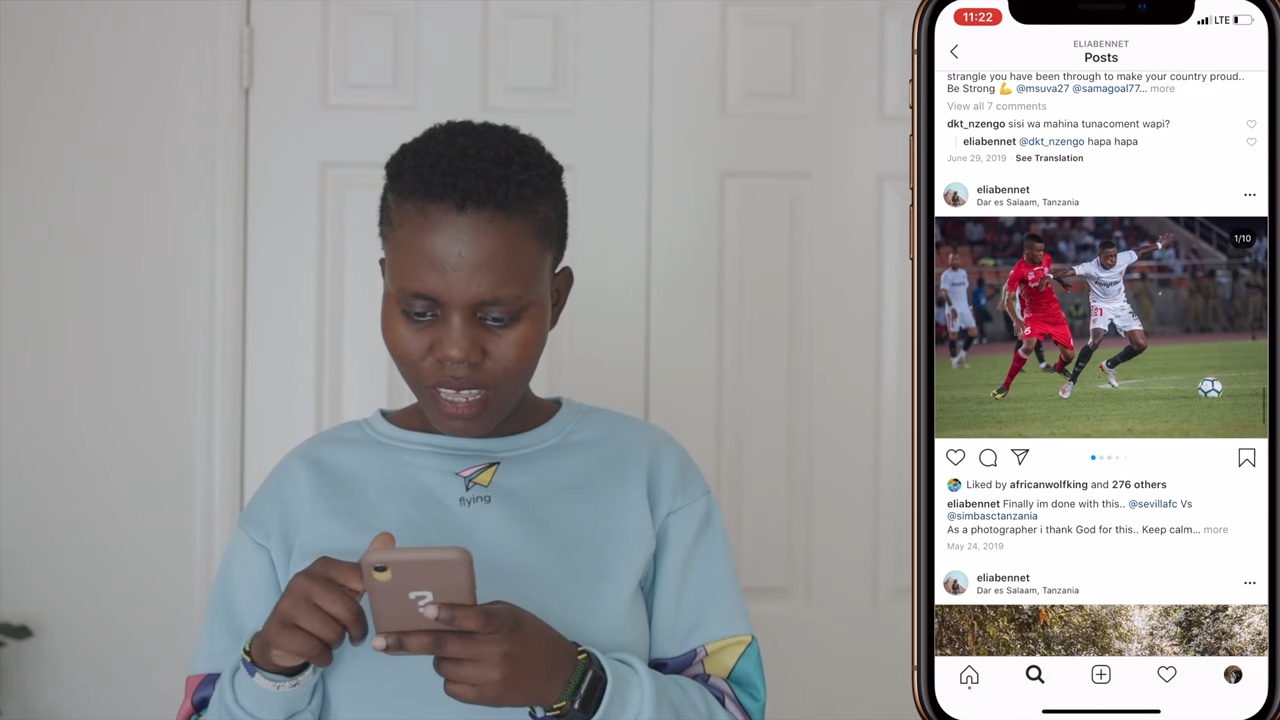 flying
11:22
LTE
ELIABENNET
Posts
strangle you have been through to make your country proud..
Be Strong 💪 @msuva27 @samagoal77... more
View all 7 comments
dkt_nzengo sisi wa mahina tunacoment wapi?
eliabennet @dkt_nzengo hapa hapa
June 29, 2019 · See Translation
eliabennet
Dar es Salaam, Tanzania
1/10
Liked by africanwolfking and 276 others
eliabennet Finally im done with this.. @sevillafc Vs
@simbasctanzania
As a photographer i thank God for this.. Keep calm... more
May 24, 2019
eliabennet
Dar es Salaam, Tanzania